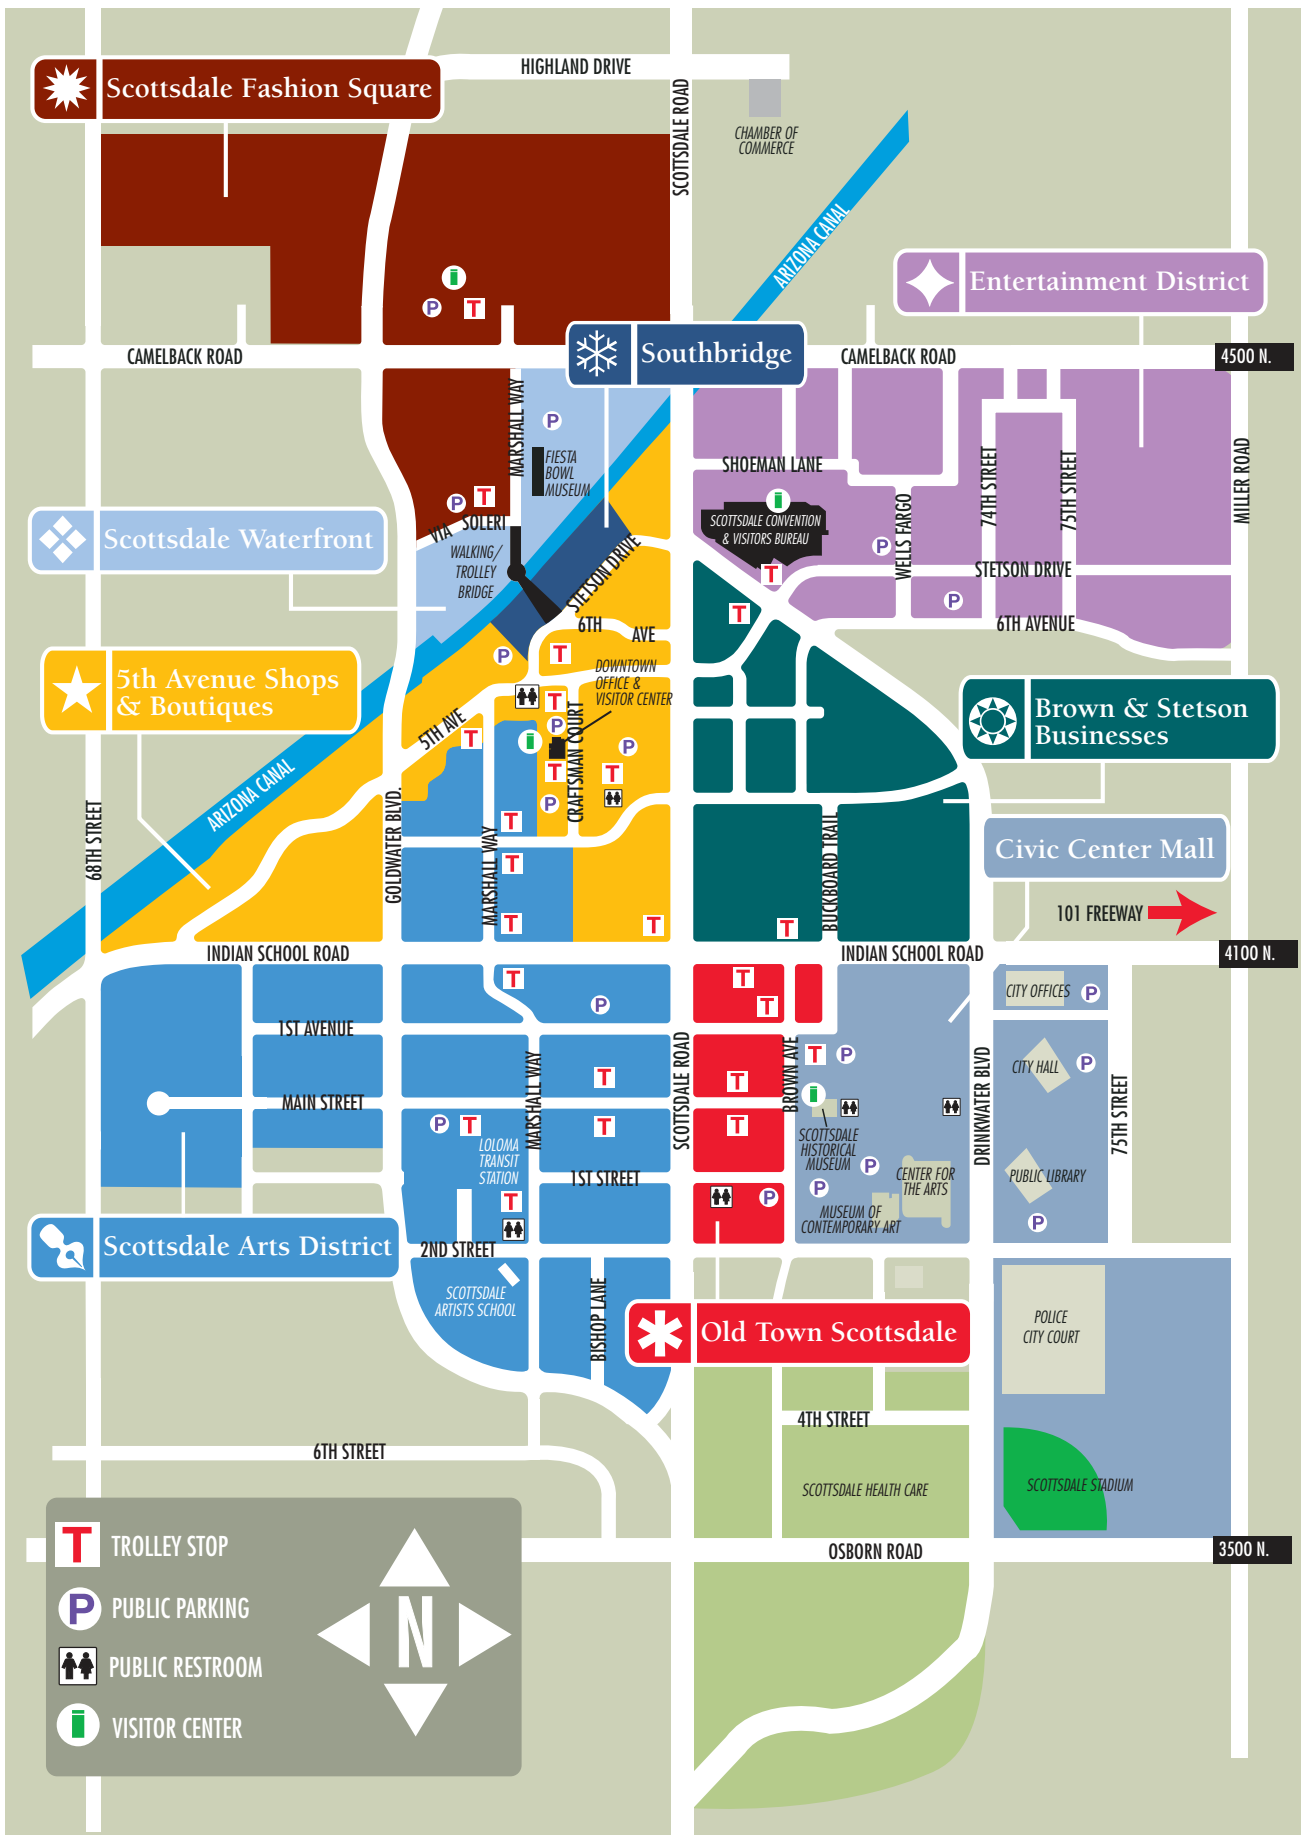 HIGHLAND DRIVE
Scottsdale Fashion Square
SCOTTSDALE ROAD
CHAMBER OF
COMMERCE
ARIZONA CANAL
Entertainment District
Southbridge
CAMELBACK ROAD
CAMELBACK ROAD
4500 N.
P
T
MARSHALL WAY
P
FIESTA
BOWL
MUSEUM
SHOEMAN LANE
74TH STREET
75TH STREET
MILLER ROAD
P
T
VIA SOLERI
SCOTTSDALE CONVENTION
& VISITORS BUREAU
WELLS FARGO
P
Scottsdale Waterfront
WALKING/
TROLLEY
BRIDGE
STETSON DRIVE
T
STETSON DRIVE
P
T
6TH AVE
6TH AVENUE
5th Avenue Shops
& Boutiques
P
T
DOWNTOWN
OFFICE &
VISITOR CENTER
Brown & Stetson
Businesses
5TH AVE
T
T
P
P
T
T
P
CRAFTSMAN COURT
ARIZONA CANAL
68TH STREET
GOLDWATER BLVD.
MARSHALL WAY
T
T
T
T
T
BUCKBOARD TRAIL
Civic Center Mall
101 FREEWAY
INDIAN SCHOOL ROAD
INDIAN SCHOOL ROAD
4100 N.
T
P
T
T
CITY OFFICES
P
1ST AVENUE
MARSHALL WAY
SCOTTSDALE ROAD
BROWN AVE
T
P
DRINKWATER BLVD
CITY HALL
P
75TH STREET
T
T
MAIN STREET
P
T
T
T
LOLOMA
TRANSIT
STATION
SCOTTSDALE
HISTORICAL
MUSEUM
P
CENTER FOR
THE ARTS
PUBLIC LIBRARY
1ST STREET
T
P
P
MUSEUM OF
CONTEMPORARY ART
P
Scottsdale Arts District
2ND STREET
SCOTTSDALE
ARTISTS SCHOOL
BISHOP LANE
Old Town Scottsdale
POLICE
CITY COURT
4TH STREET
6TH STREET
SCOTTSDALE HEALTH CARE
SCOTTSDALE STADIUM
OSBORN ROAD
3500 N.
T TROLLEY STOP
P PUBLIC PARKING
PUBLIC RESTROOM
VISITOR CENTER
N